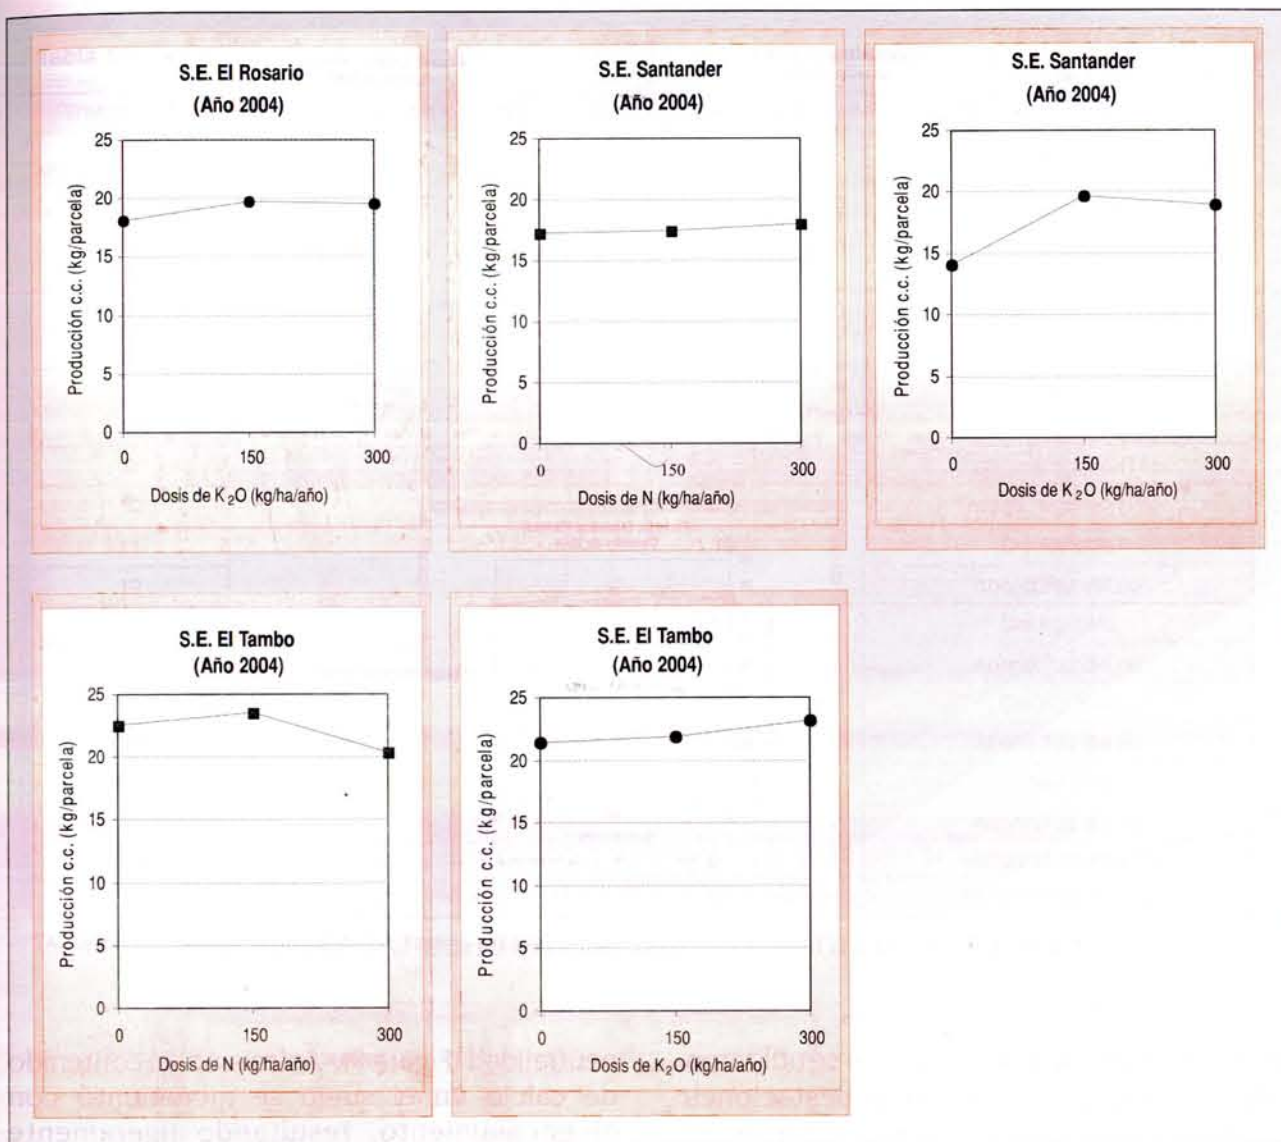 S.E. El Rosario
(Año 2004)
Producción c.c. (kg/parcela)
25
20
15
10
5
0
0 150 300
Dosis de K₂O (kg/ha/año)
S.E. Santander
(Año 2004)
Producción c.c. (kg/parcela)
25
20
15
10
5
0
0 150 300
Dosis de N (kg/ha/año)
S.E. Santander
(Año 2004)
Producción c.c. (kg/parcela)
25
20
15
10
5
0
0 150 300
Dosis de K₂O (kg/ha/año)
S.E. El Tambo
(Año 2004)
Producción c.c. (kg/parcela)
25
20
15
10
5
0
0 150 300
Dosis de N (kg/ha/año)
S.E. El Tambo
(Año 2004)
Producción c.c. (kg/parcela)
25
20
15
10
5
0
0 150 300
Dosis de K₂O (kg/ha/año)